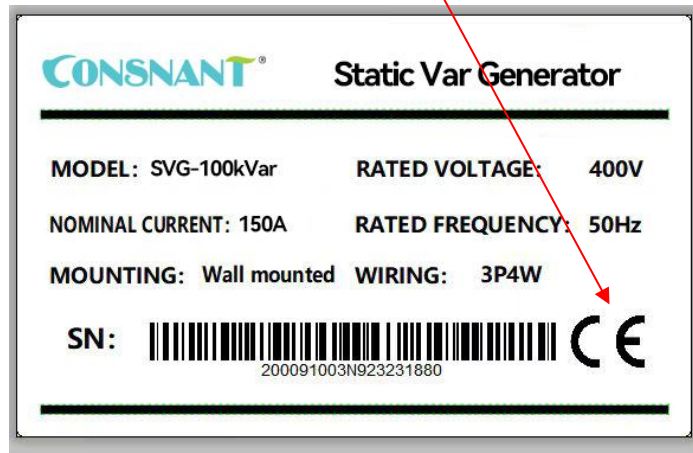 CONSNANT® Static Var Generator
MODEL: SVG-100kVar RATED VOLTAGE: 400V
NOMINAL CURRENT: 150A RATED FREQUENCY: 50Hz
MOUNTING: Wall mounted WIRING: 3P4W
SN: CE
200091003N923231880